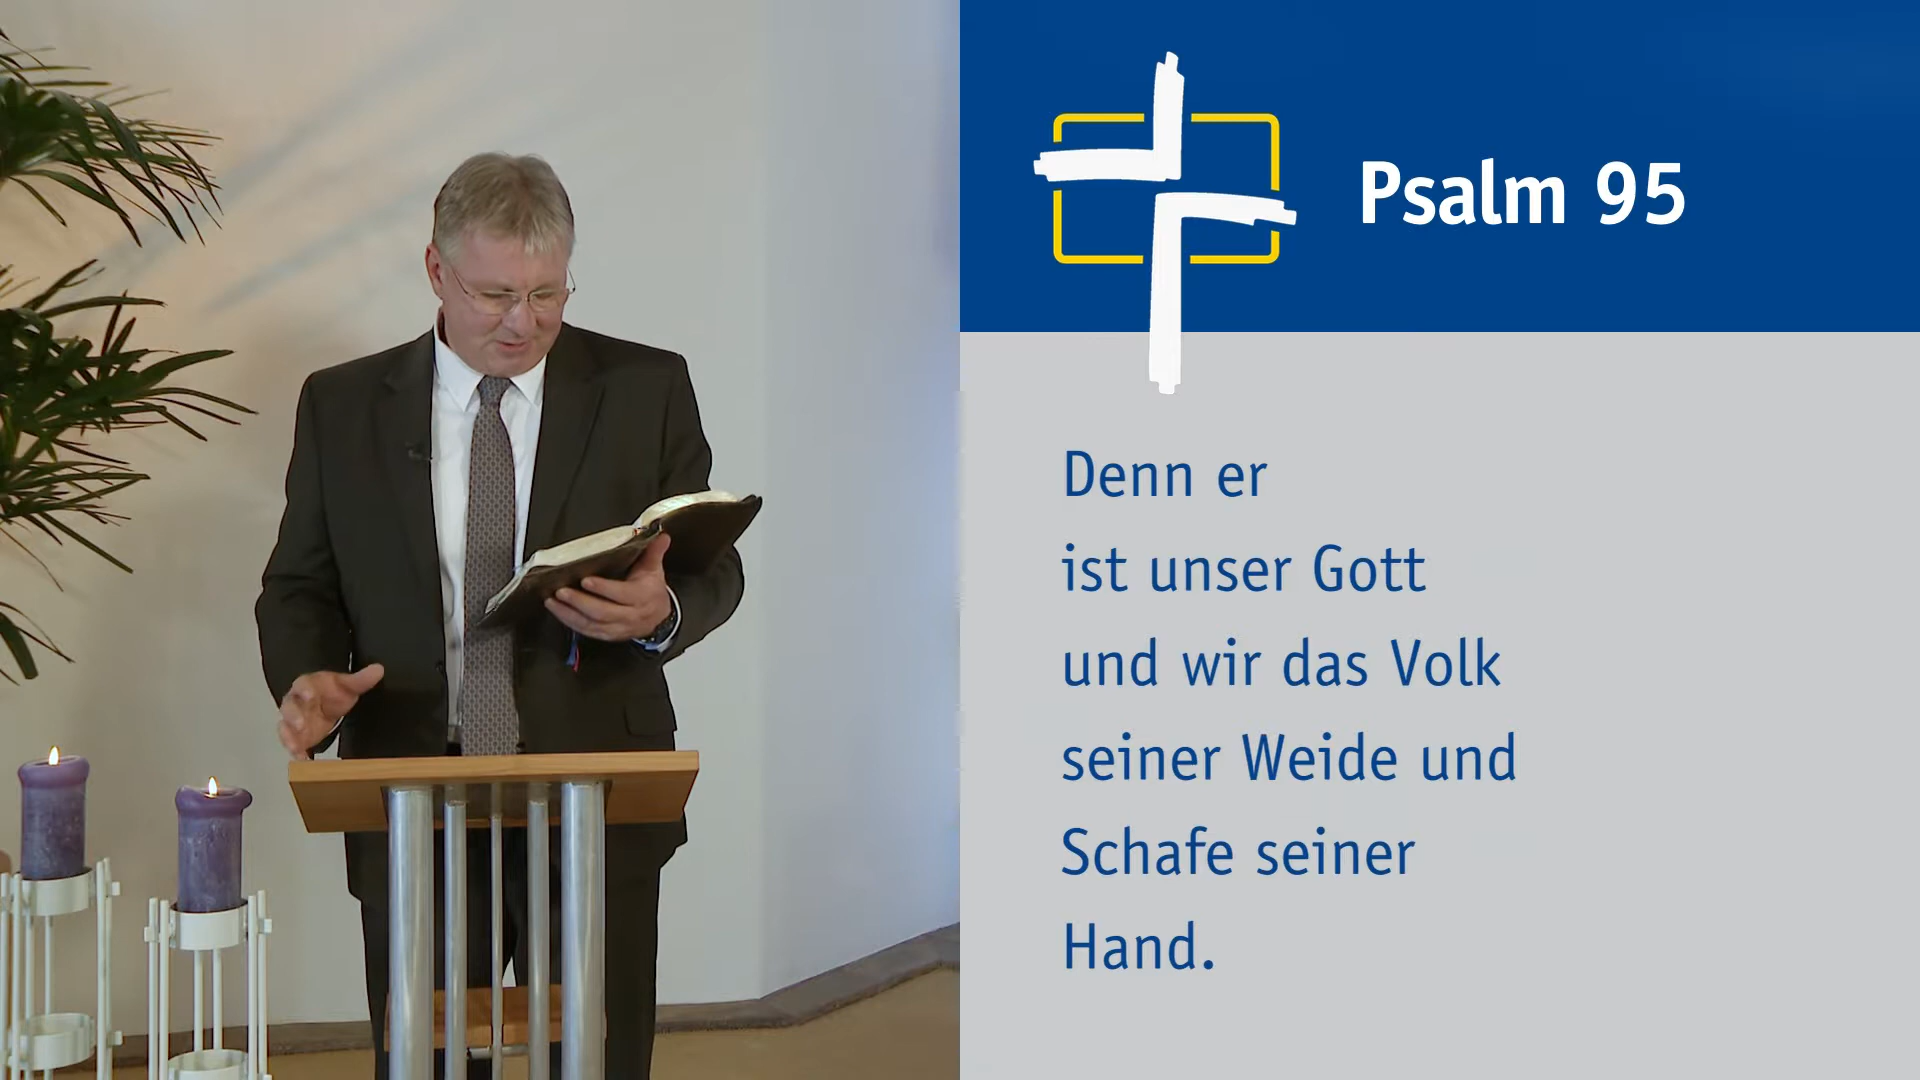 Psalm 95
Denn er
ist unser Gott
und wir das Volk
seiner Weide und
Schafe seiner
Hand.